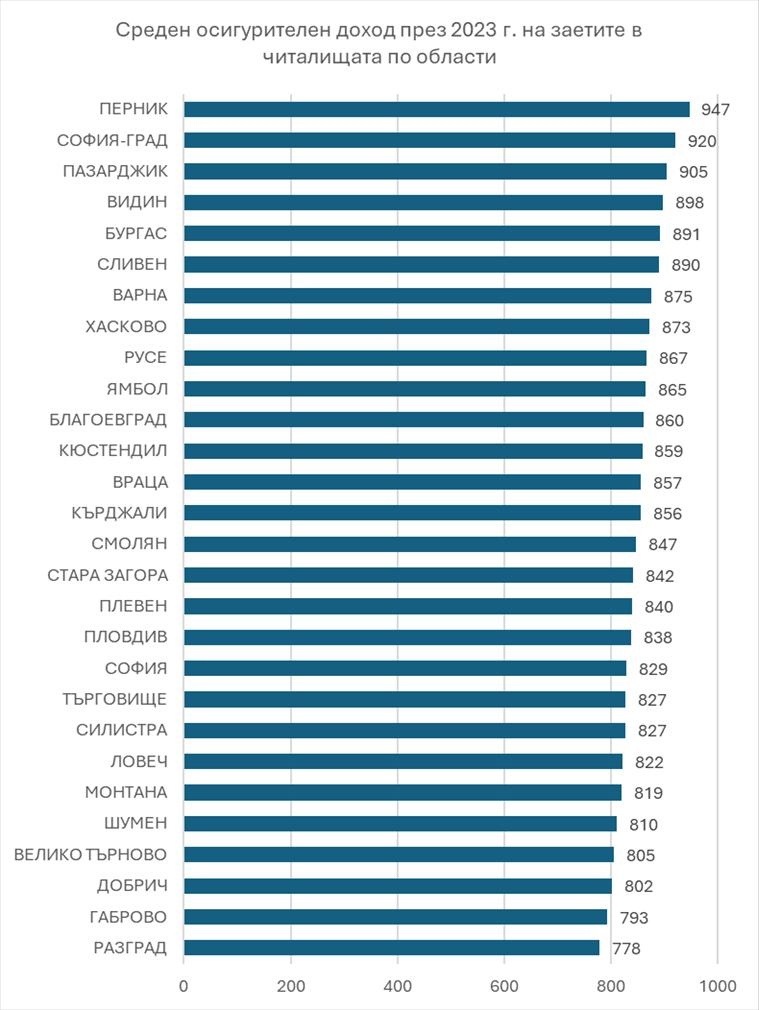 Среден осигурителен доход през 2023 г. на заетите в
читалищата по области
ПЕРНИК 947
СОФИЯ-ГРАД 920
ПАЗАРДЖИК 905
ВИДИН 898
БУРГАС 891
СЛИВЕН 890
ВАРНА 875
ХАСКОВО 873
РУСЕ 867
ЯМБОЛ 865
БЛАГОЕВГРАД 860
КЮСТЕНДИЛ 859
ВРАЦА 857
КЪРДЖАЛИ 856
СМОЛЯН 847
СТАРА ЗАГОРА 842
ПЛЕВЕН 840
ПЛОВДИВ 838
СОФИЯ 829
ТЪРГОВИЩЕ 827
СИЛИСТРА 827
ЛОВЕЧ 822
МОНТАНА 819
ШУМЕН 810
ВЕЛИКО ТЪРНОВО 805
ДОБРИЧ 802
ГАБРОВО 793
РАЗГРАД 778
0 200 400 600 800 1000